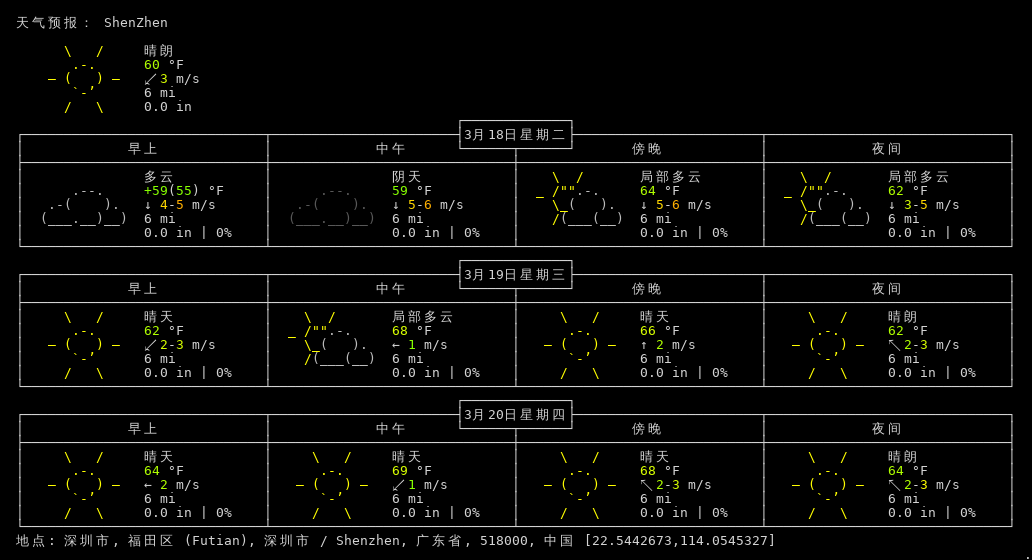 天气预报: ShenZhen
晴朗
60 °F
↙3 m/s
6 mi
0.0 in
3月18日星期二
早上 中午 傍晚 夜间
多云 阴天 局部多云 局部多云
+59(55) °F 59 °F 64 °F 62 °F
↓ 4-5 m/s ↓ 5-6 m/s ↓ 5-6 m/s ↓ 3-5 m/s
6 mi 6 mi 6 mi 6 mi
0.0 in | 0% 0.0 in | 0% 0.0 in | 0% 0.0 in | 0%
3月19日星期三
早上 中午 傍晚 夜间
晴天 局部多云 晴天 晴朗
62 °F 68 °F 66 °F 62 °F
↙2-3 m/s ← 1 m/s ↑ 2 m/s ↖2-3 m/s
6 mi 6 mi 6 mi 6 mi
0.0 in | 0% 0.0 in | 0% 0.0 in | 0% 0.0 in | 0%
3月20日星期四
早上 中午 傍晚 夜间
晴天 晴天 晴天 晴朗
64 °F 69 °F 68 °F 64 °F
← 2 m/s ↙1 m/s ↖2-3 m/s ↖2-3 m/s
6 mi 6 mi 6 mi 6 mi
0.0 in | 0% 0.0 in | 0% 0.0 in | 0% 0.0 in | 0%
地点: 深圳市, 福田区 (Futian), 深圳市 / Shenzhen, 广东省, 518000, 中国 [22.5442673,114.0545327]